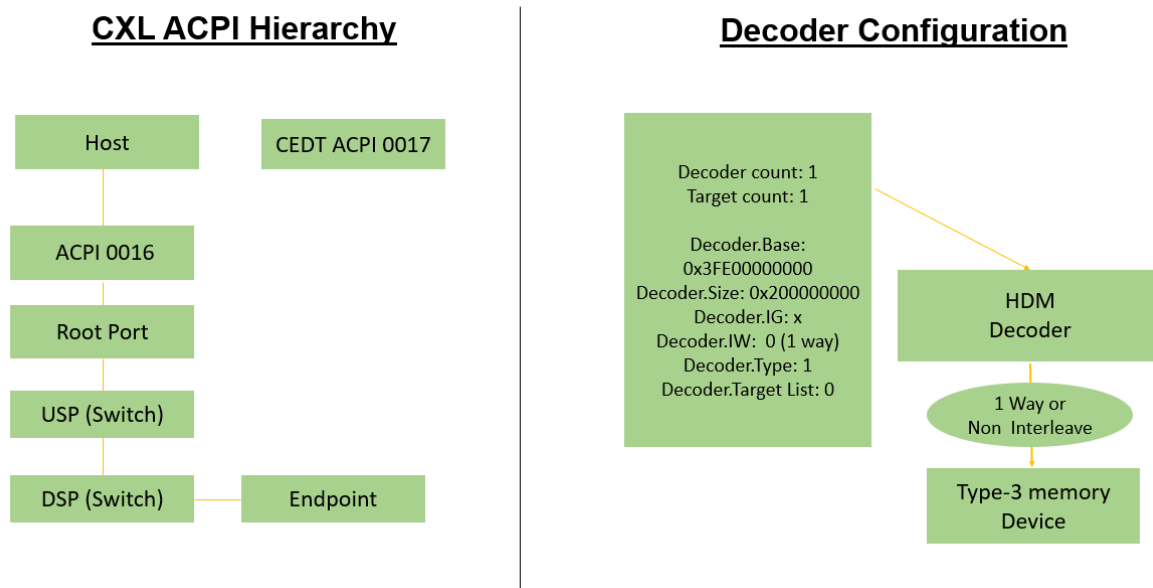 CXL ACPI Hierarchy
Host
CEDT ACPI 0017
ACPI 0016
Root Port
USP (Switch)
DSP (Switch)
Endpoint
Decoder Configuration
Decoder count: 1
Target count: 1
Decoder.Base:
0x3FE00000000
Decoder.Size: 0x200000000
Decoder.IG: x
Decoder.IW:  0 (1 way)
Decoder.Type: 1
Decoder.Target List: 0
HDM
Decoder
1 Way or
Non  Interleave
Type-3 memory
Device